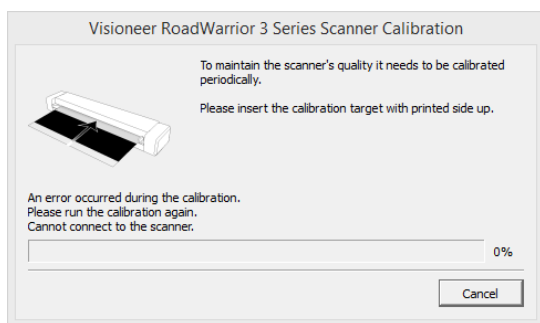 Visioneer RoadWarrior 3 Series Scanner Calibration
To maintain the scanner's quality it needs to be calibrated
periodically.
Please insert the calibration target with printed side up.
An error occurred during the calibration.
Please run the calibration again.
Cannot connect to the scanner.
0%
Cancel